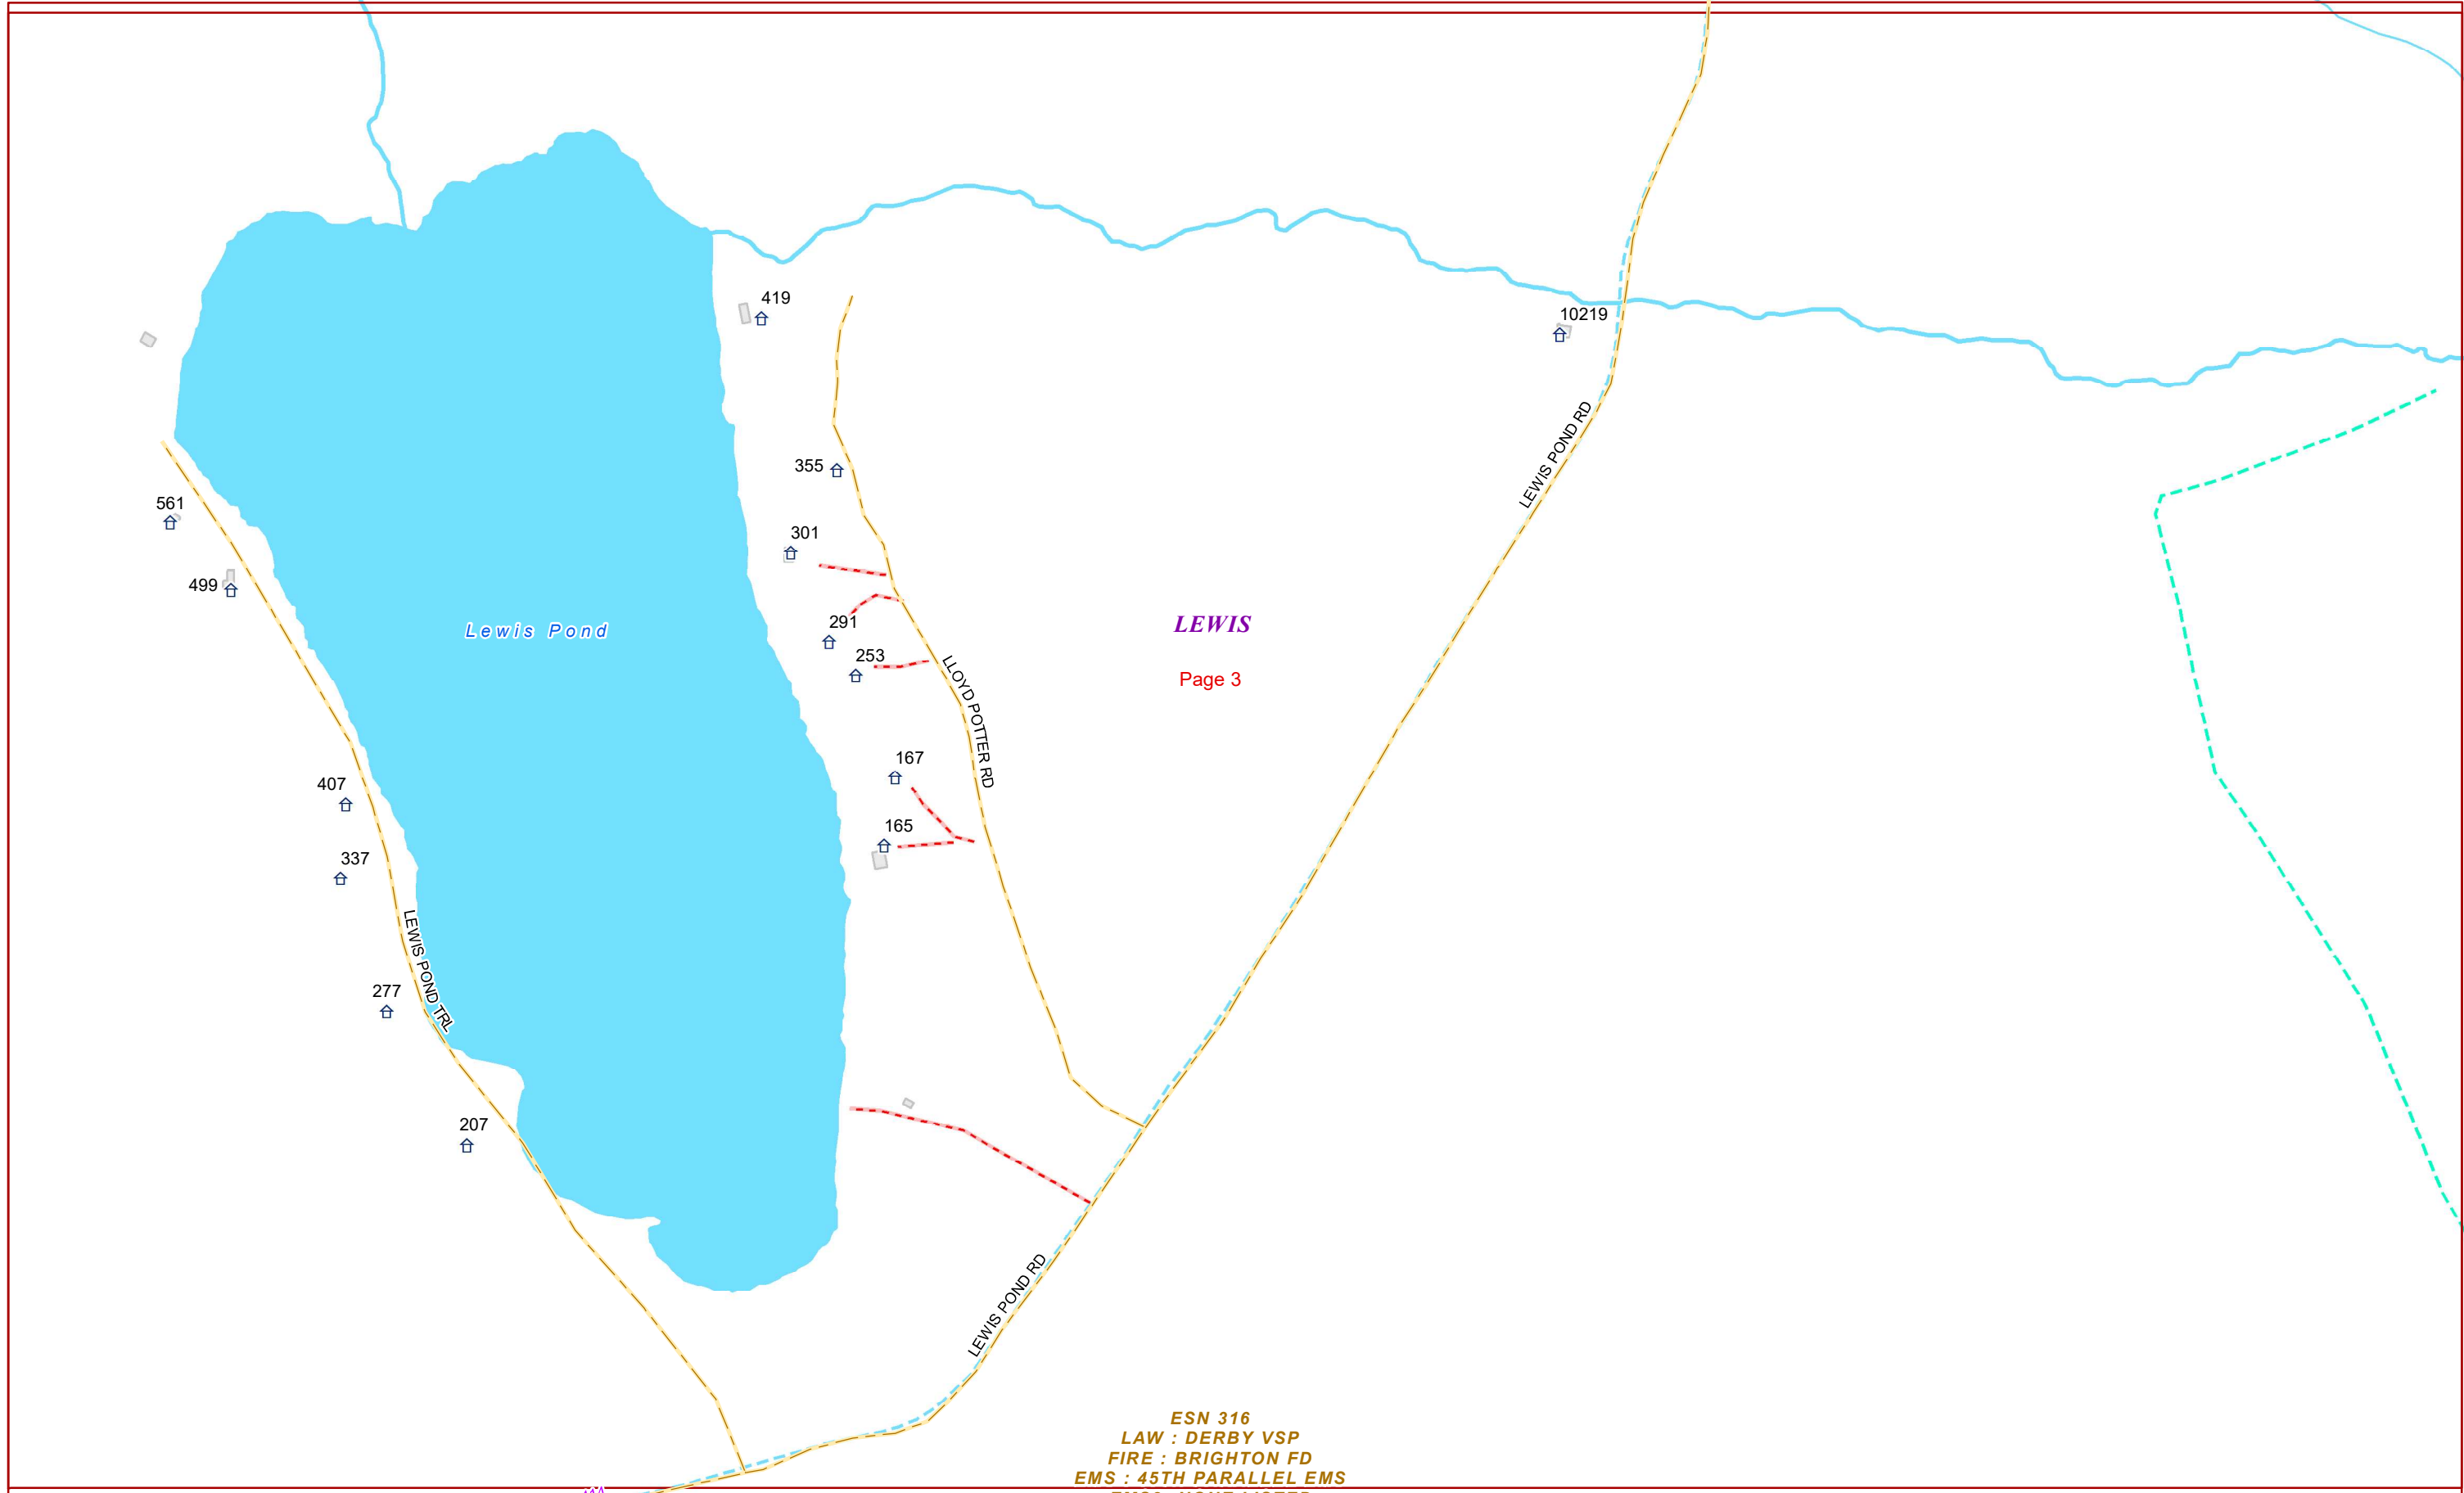 419
10219
LEWIS POND RD
355
561
301
499
291
LEWIS
Lewis Pond
253
Page 3
LLOYD POTTER RD
167
407
165
337
LEWIS POND TRL
277
207
LEWIS POND RD
ESN 316
LAW : DERBY VSP
FIRE : BRIGHTON FD
EMS : 45TH PARALLEL EMS